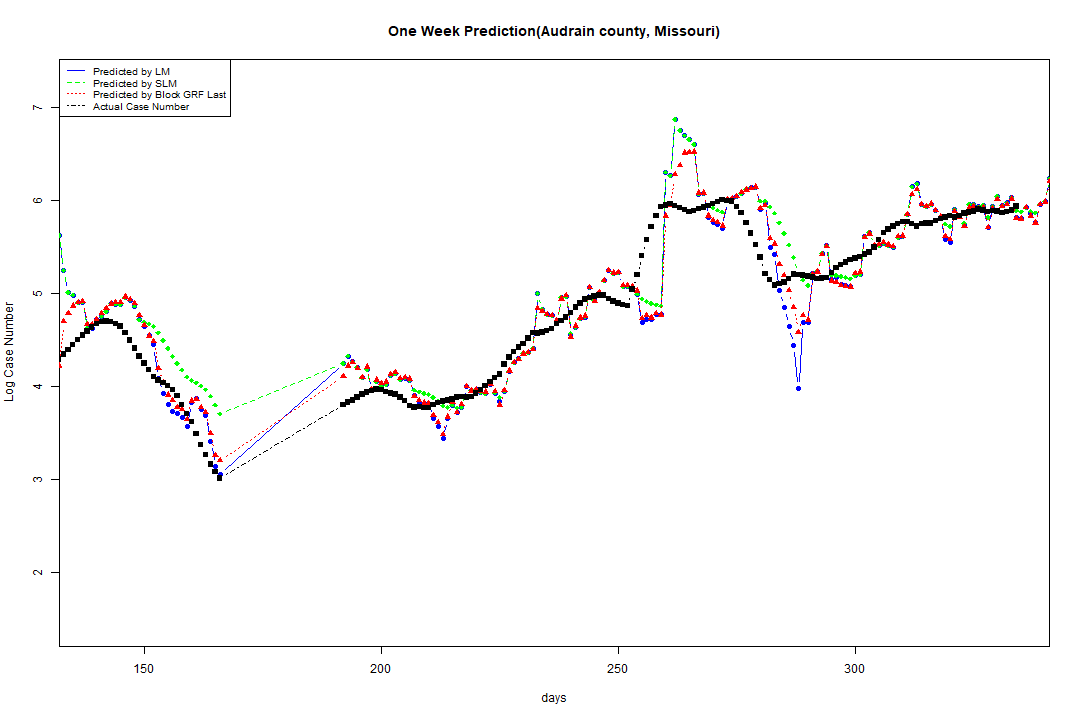 One Week Prediction(Audrain county, Missouri)
Predicted by LM
Predicted by SLM
Predicted by Block GRF Last
Actual Case Number
Log Case Number
7
6
5
4
3
2
150 200 250 300
days